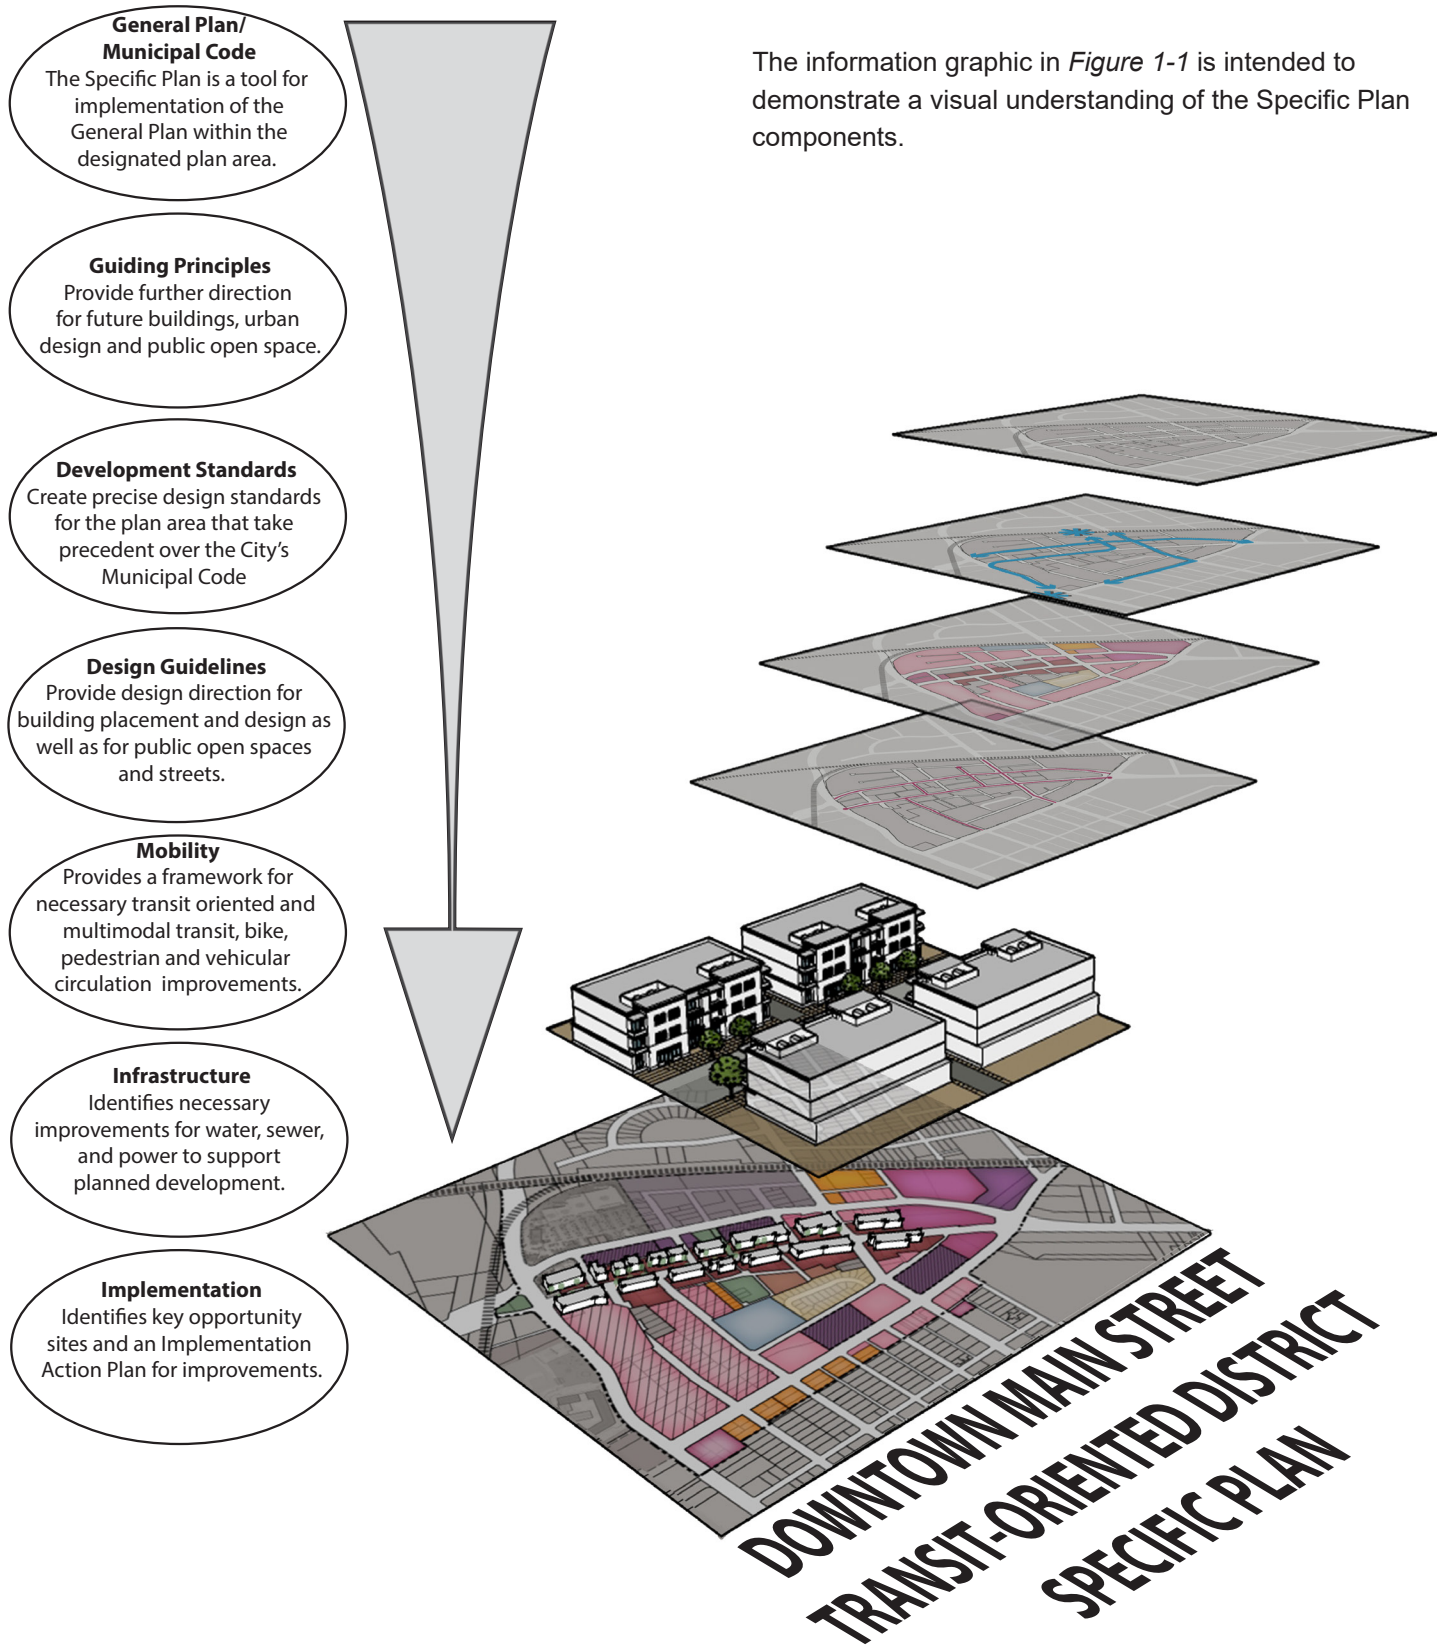 General Plan/
Municipal Code
The Specific Plan is a tool for
implementation of the
General Plan within the
designated plan area.
The information graphic in Figure 1-1 is intended to
demonstrate a visual understanding of the Specific Plan
components.
Guiding Principles
Provide further direction
for future buildings, urban
design and public open space.
Development Standards
Create precise design standards
for the plan area that take
precedent over the City's
Municipal Code
Design Guidelines
Provide design direction for
building placement and design as
well as for public open spaces
and streets.
Mobility
Provides a framework for
necessary transit oriented and
multimodal transit, bike,
pedestrian and vehicular
circulation improvements.
Infrastructure
Identifies necessary
improvements for water, sewer,
and power to support
planned development.
Implementation
Identifies key opportunity
sites and an Implementation
Action Plan for improvements.
DOWNTOWN MAIN STREET
TRANSIT-ORIENTED DISTRICT
SPECIFIC PLAN